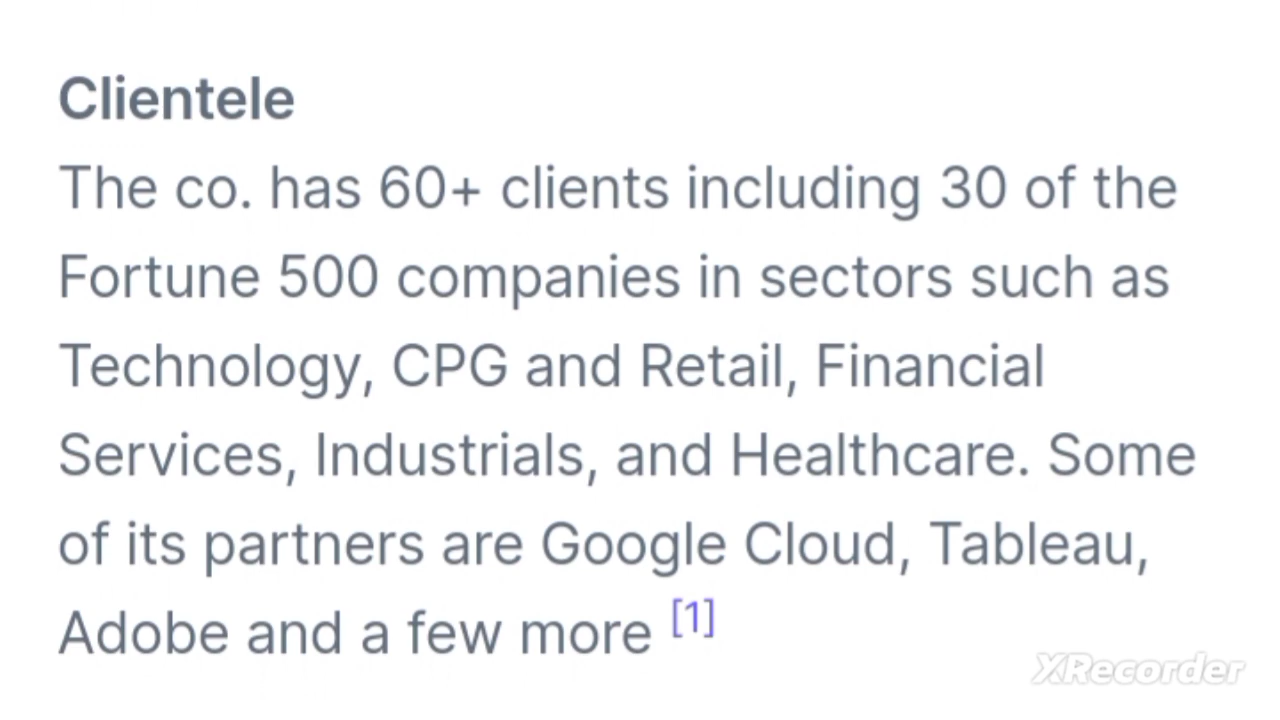 Clientele
The co. has 60+ clients including 30 of the
Fortune 500 companies in sectors such as
Technology, CPG and Retail, Financial
Services, Industrials, and Healthcare. Some
of its partners are Google Cloud, Tableau,
Adobe and a few more [1]
XRecorder